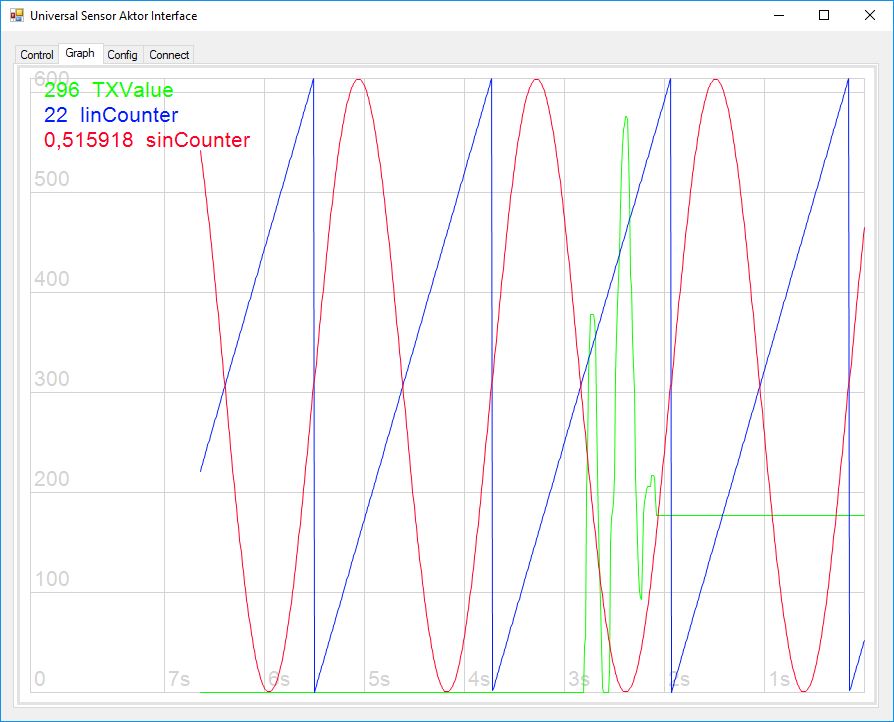 Universal Sensor Aktor Interface
Control Graph Config Connect
600
296 TXValue
22 linCounter
0,515918 sinCounter
500
400
300
200
100
0 7s 6s 5s 4s 3s 2s 1s